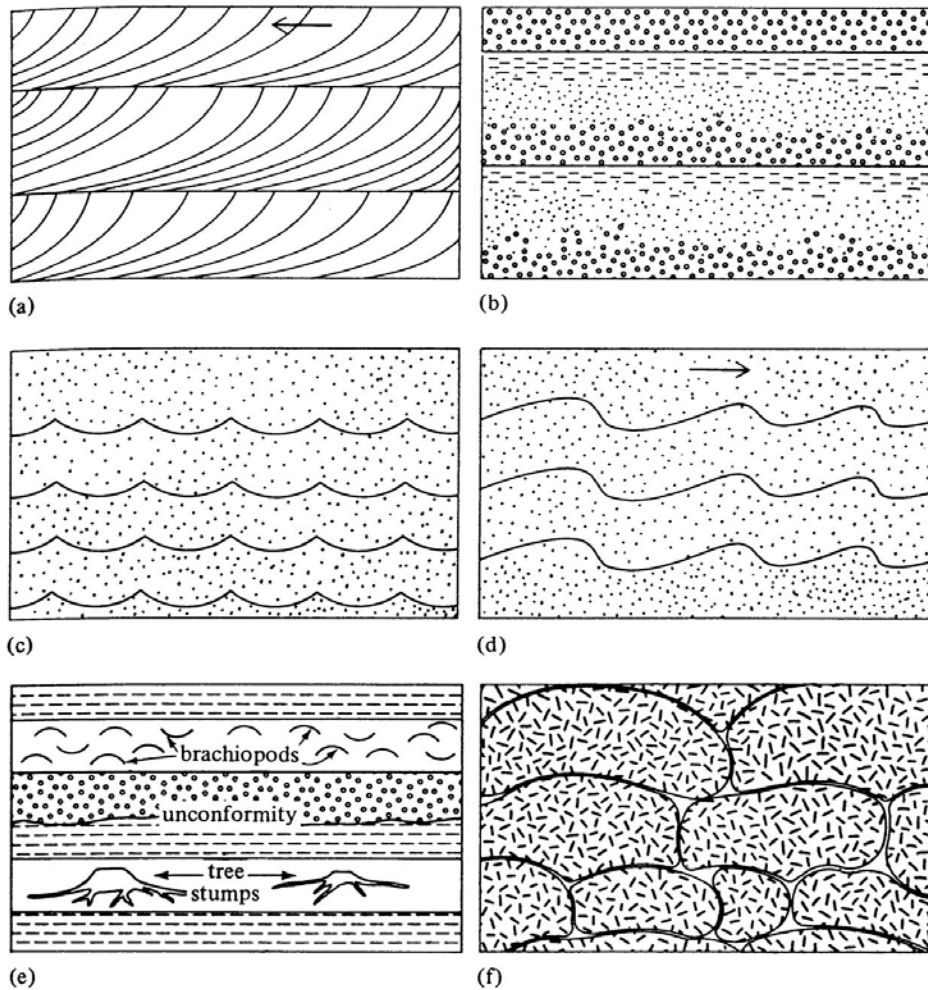 (a)
(b)
(c)
(d)
brachiopods
unconformity
tree
stumps
(e)
(f)